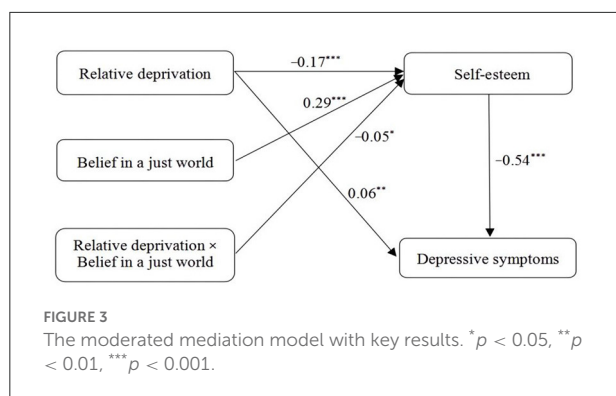 Relative deprivation
−0.17***
Self-esteem
0.29***
Belief in a just world
−0.05*
−0.54***
0.06**
Relative deprivation ×
Belief in a just world
Depressive symptoms
FIGURE 3
The moderated mediation model with key results. *p < 0.05, **p
< 0.01, ***p < 0.001.